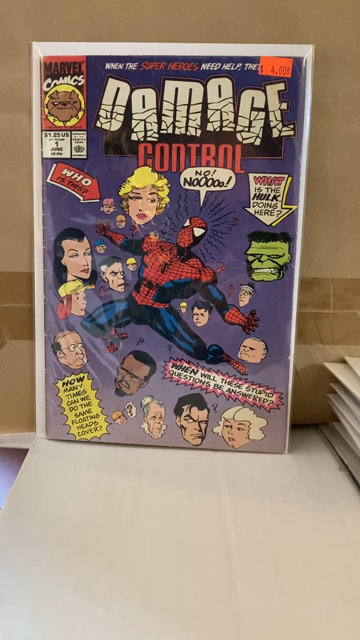 MARVEL
COMICS
WHEN THE SUPER HEROES NEED HELP, THEY
$ 4.00
DAMAGE
CONTROL
$1.25 US
1
JUNE
WHO
IS THIS?
NO!
NOOOoo!
WHAT
IS THE
HULK
DOING
HERE?
HOW
MANY
TIMES
CAN WE
DO THE
SAME
FLOATING
HEADS
COVER?
WHEN WILL THESE STUPID
QUESTIONS BE ANSWERED?